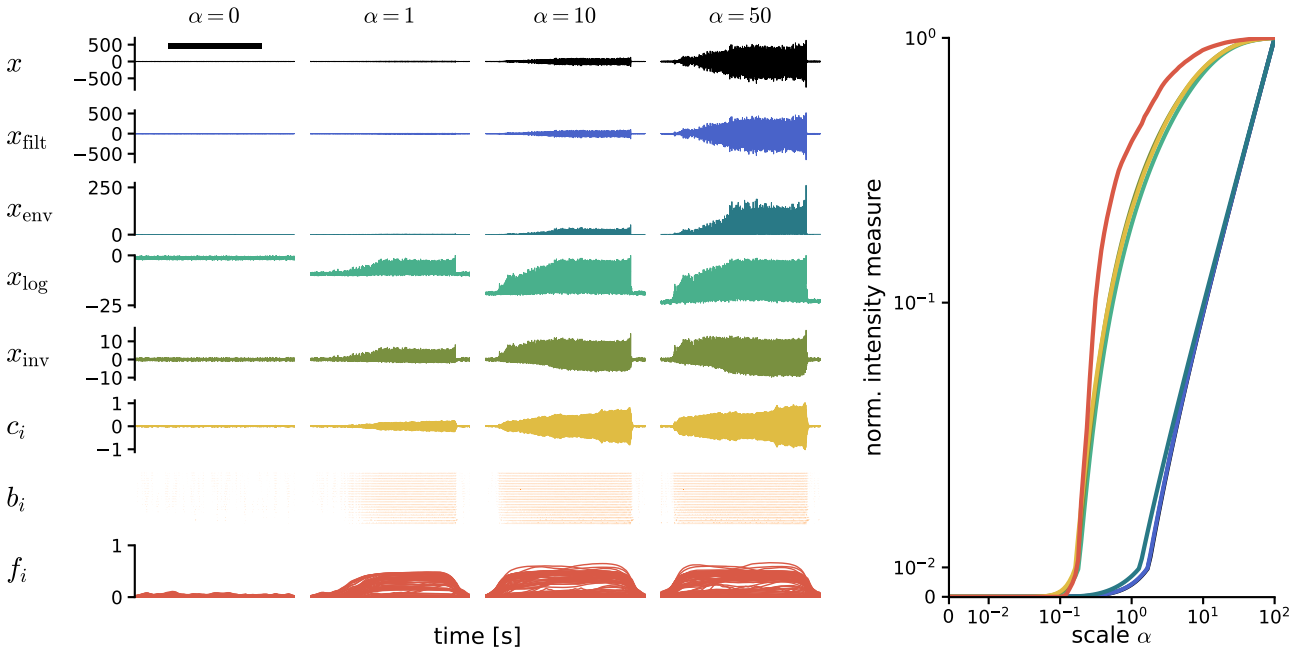 α = 0
α = 1
α = 10
α = 50
x
500
0
−500
x_filt
500
0
−500
x_env
250
0
x_log
0
−25
x_inv
10
0
−10
c_i
1
0
−1
b_i
f_i
1
0
time [s]
norm. intensity measure
10^0
10^−1
10^−2
0
0
10^−2
10^−1
10^0
10^1
10^2
scale α